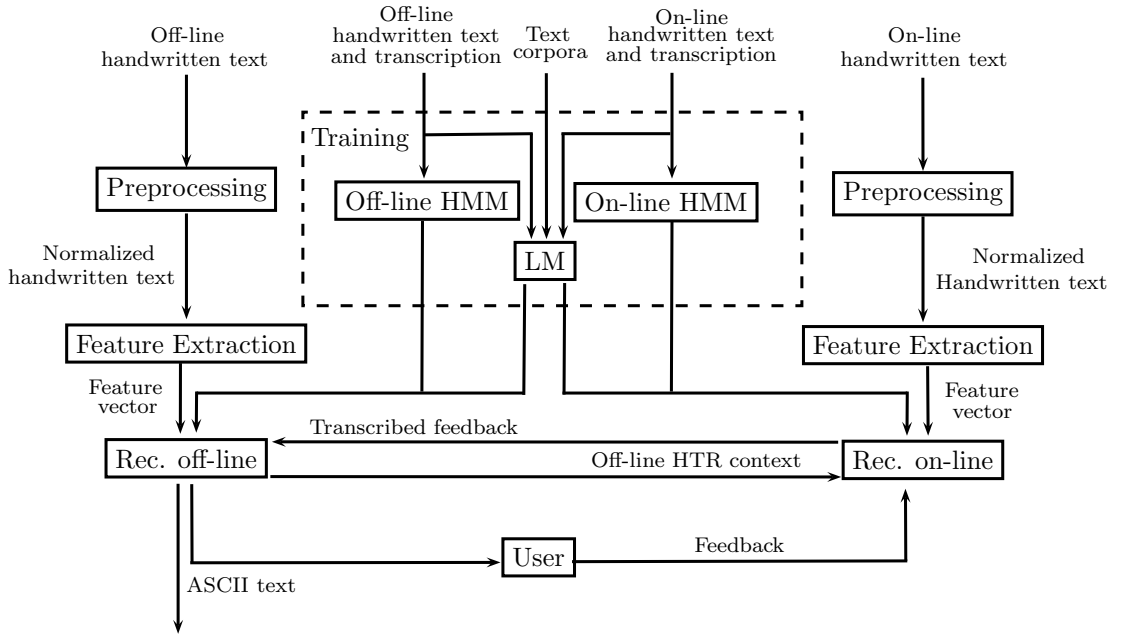 Off-line
handwritten text
Off-line
handwritten text
and transcription
Text
corpora
On-line
handwritten text
and transcription
On-line
handwritten text
Training
Preprocessing
Off-line HMM
On-line HMM
Preprocessing
LM
Normalized
handwritten text
Normalized
Handwritten text
Feature Extraction
Feature Extraction
Feature
vector
Feature
vector
Transcribed feedback
Rec. off-line
Off-line HTR context
Rec. on-line
User
Feedback
ASCII text